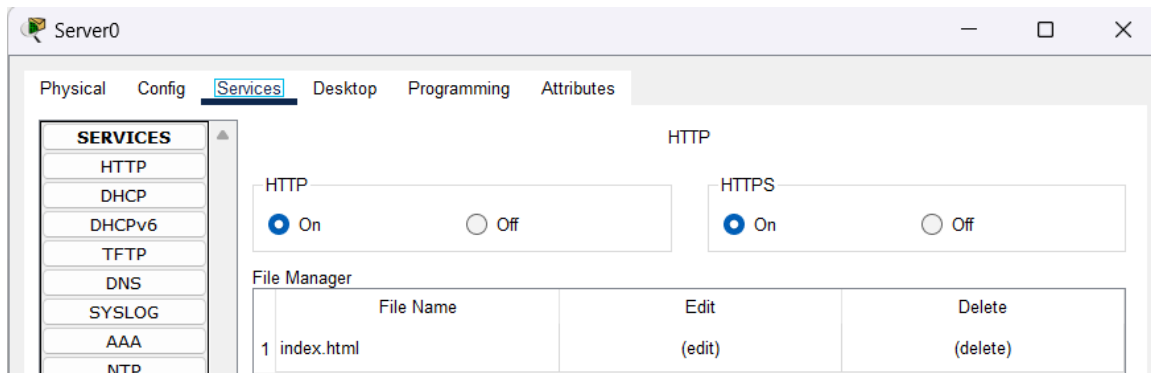 Server0
Physical Config Services Desktop Programming Attributes
SERVICES
HTTP
DHCP
DHCPv6
TFTP
DNS
SYSLOG
AAA
NTP
HTTP
HTTP
On Off
HTTPS
On Off
File Manager
File Name Edit Delete
1 index.html (edit) (delete)